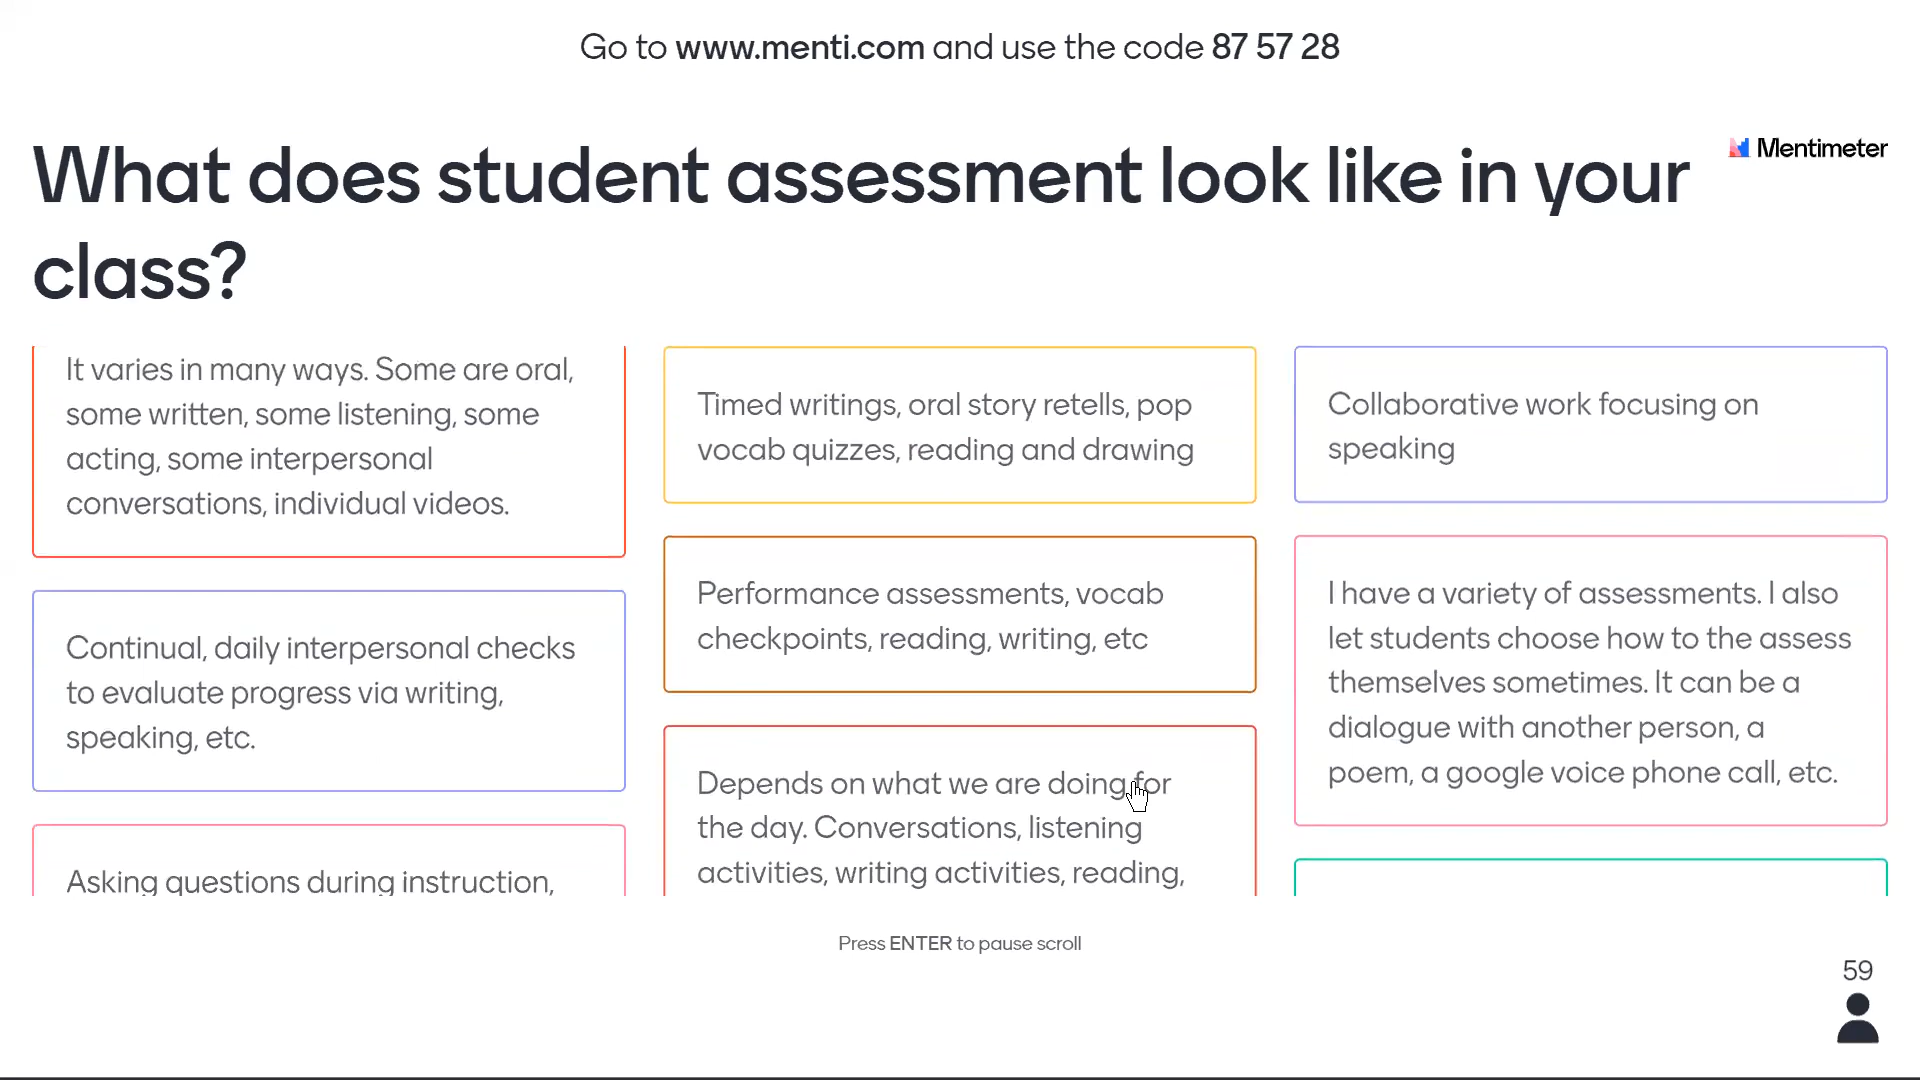 Go to www.menti.com and use the code 87 57 28
What does student assessment look like in your
class?
Mentimeter
It varies in many ways. Some are oral,
some written, some listening, some
acting, some interpersonal
conversations, individual videos.
Continual, daily interpersonal checks
to evaluate progress via writing,
speaking, etc.
Asking questions during instruction,
Timed writings, oral story retells, pop
vocab quizzes, reading and drawing
Performance assessments, vocab
checkpoints, reading, writing, etc
Depends on what we are doing for
the day. Conversations, listening
activities, writing activities, reading,
Collaborative work focusing on
speaking
I have a variety of assessments. I also
let students choose how to the assess
themselves sometimes. It can be a
dialogue with another person, a
poem, a google voice phone call, etc.
Press ENTER to pause scroll
59